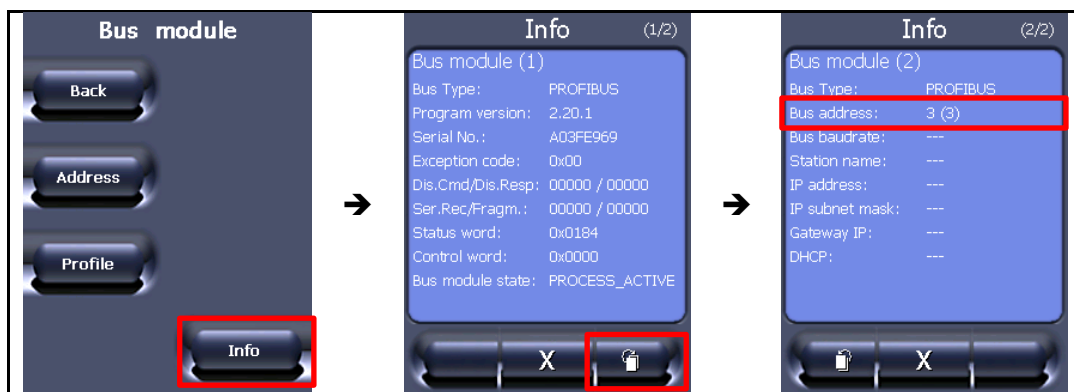 Bus module
Back
Address
Profile
Info
➔
Info (1/2)
Bus module (1)
Bus Type: PROFIBUS
Program version: 2.20.1
Serial No.: A03FE969
Exception code: 0x00
Dis.Cmd/Dis.Resp: 00000 / 00000
Ser.Rec/Fragm.: 00000 / 00000
Status word: 0x0184
Control word: 0x0000
Bus module state: PROCESS_ACTIVE
X
➔
Info (2/2)
Bus module (2)
Bus Type: PROFIBUS
Bus address: 3 (3)
Bus baudrate: ---
Station name: ---
IP address: ---
IP subnet mask: ---
Gateway IP: ---
DHCP: ---
X